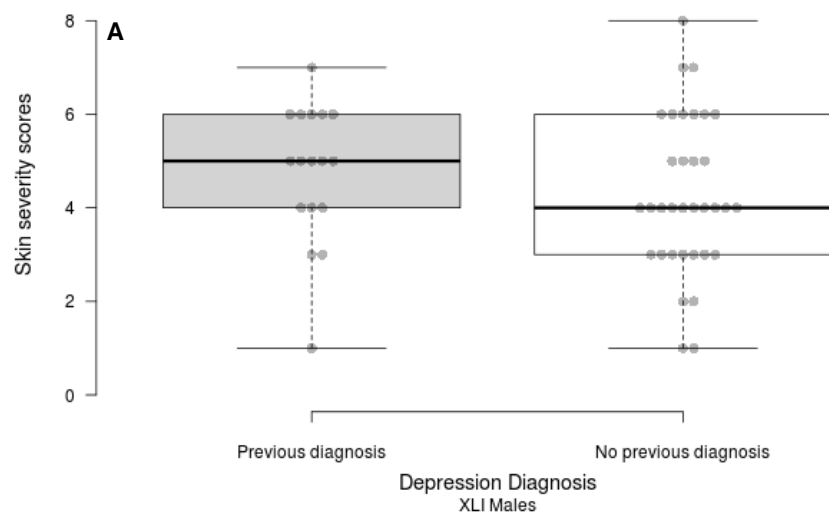 A
8
6
4
2
0
Skin severity scores
Previous diagnosis
No previous diagnosis
Depression Diagnosis
XLI Males